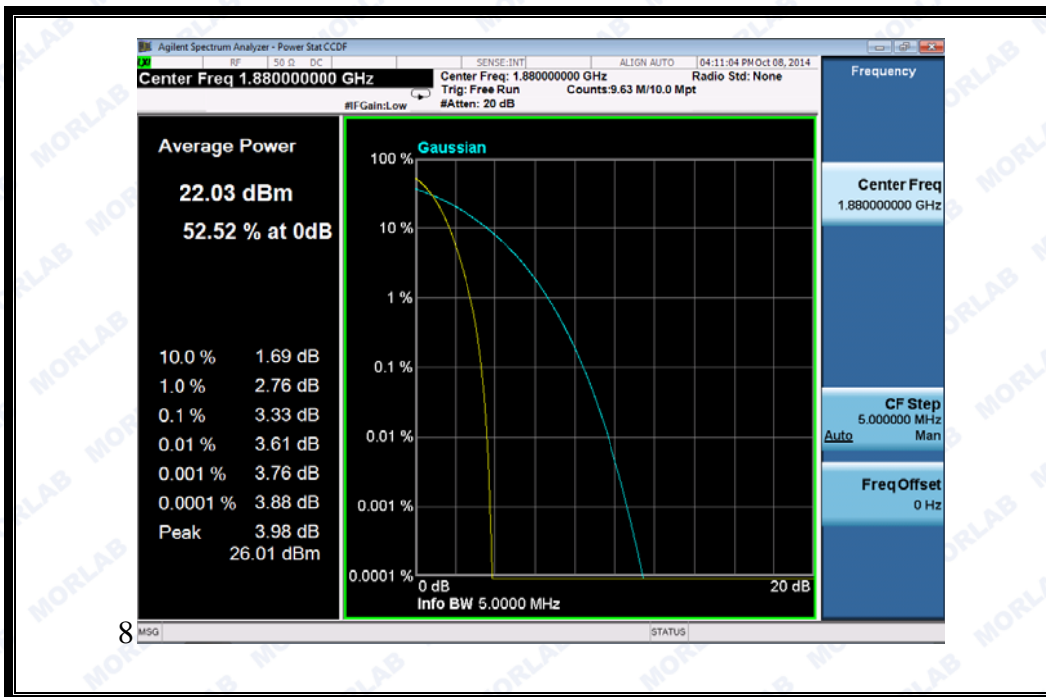 Agilent Spectrum Analyzer - Power Stat CCDF
LXI RF 50 Ω DC SENSE:INT ALIGN AUTO 04:11:04 PM Oct 08, 2014
Center Freq 1.880000000 GHz
#IFGain:Low
Center Freq: 1.880000000 GHz
Trig: Free Run
#Atten: 20 dB
Counts:9.63 M/10.0 Mpt
Radio Std: None
Average Power
22.03 dBm
52.52 % at 0dB
10.0 % 1.69 dB
1.0 % 2.76 dB
0.1 % 3.33 dB
0.01 % 3.61 dB
0.001 % 3.76 dB
0.0001 % 3.88 dB
Peak 3.98 dB
26.01 dBm
Gaussian
100 %
10 %
1 %
0.1 %
0.01 %
0.001 %
0.0001 %
0 dB 20 dB
Info BW 5.0000 MHz
Frequency
Center Freq
1.880000000 GHz
CF Step
5.000000 MHz
Auto Man
Freq Offset
0 Hz
8
MSG STATUS
MORLAB